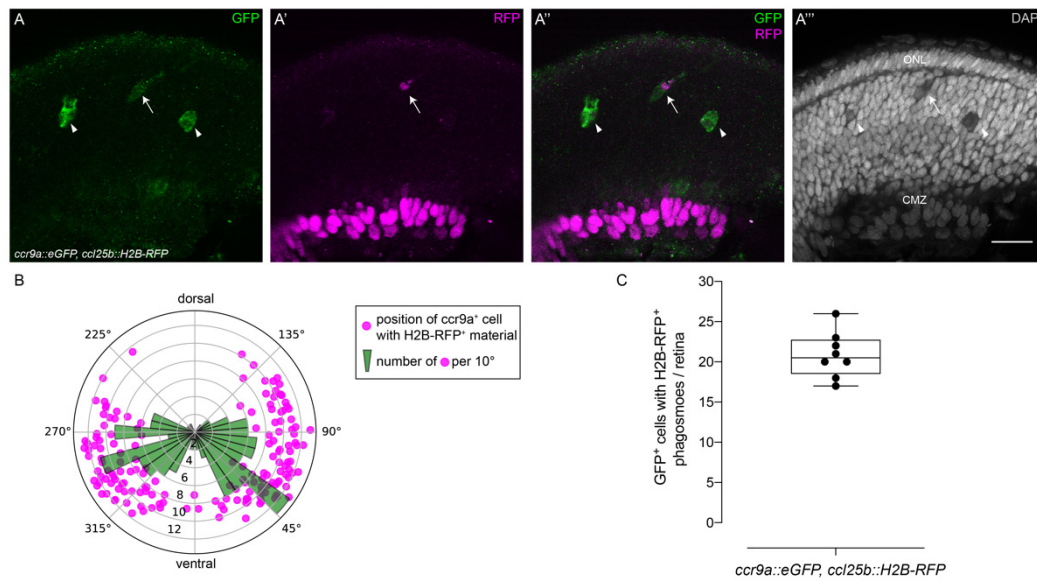 A
GFP
A'
RFP
A''
GFP
RFP
A'''
DAP
ONL
CMZ
ccr9a::eGFP, ccl25b::H2B-RFP
B
dorsal
225°
135°
270°
90°
315°
45°
2
4
6
8
10
12
ventral
position of ccr9a⁺ cell
with H2B-RFP⁺ material
number of per 10°
C
GFP⁺ cells with H2B-RFP⁺
phagosmoes / retina
30
25
20
15
10
5
0
ccr9a::eGFP, ccl25b::H2B-RFP